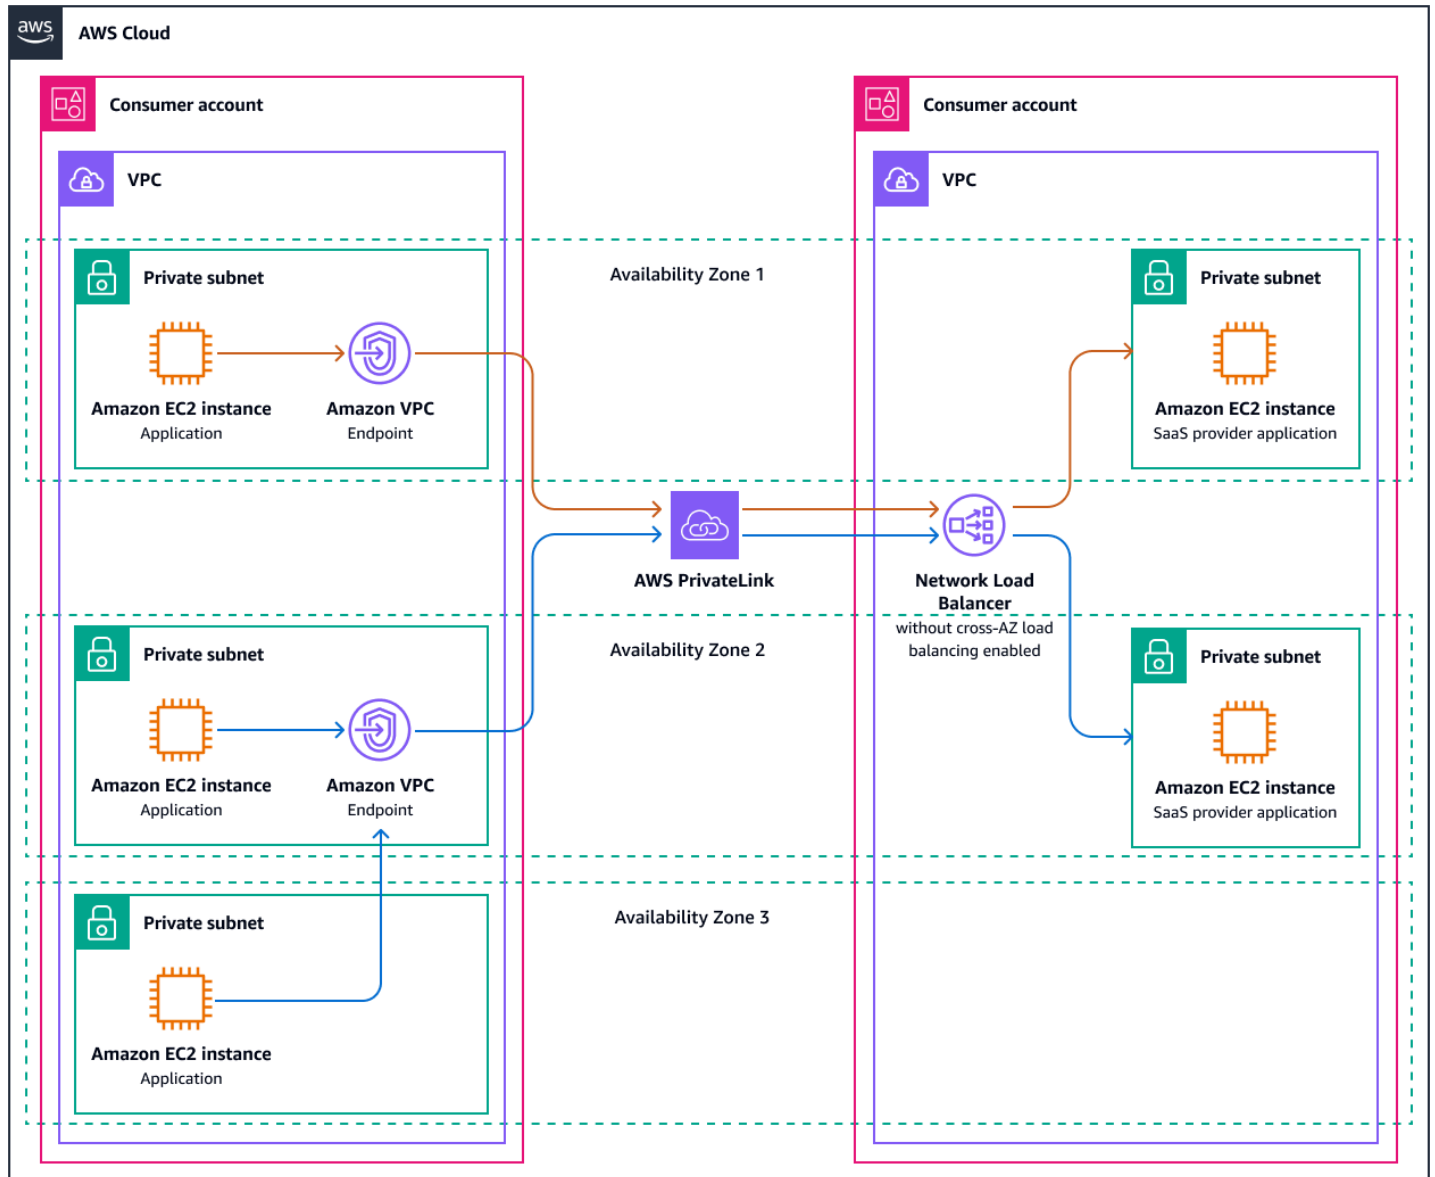 aws
AWS Cloud
Consumer account
VPC
Availability Zone 1
Private subnet
Amazon EC2 instance
Application
Amazon VPC
Endpoint
Availability Zone 2
Private subnet
Amazon EC2 instance
Application
Amazon VPC
Endpoint
Availability Zone 3
Private subnet
Amazon EC2 instance
Application
AWS PrivateLink
Consumer account
VPC
Network Load
Balancer
without cross-AZ load
balancing enabled
Private subnet
Amazon EC2 instance
SaaS provider application
Private subnet
Amazon EC2 instance
SaaS provider application